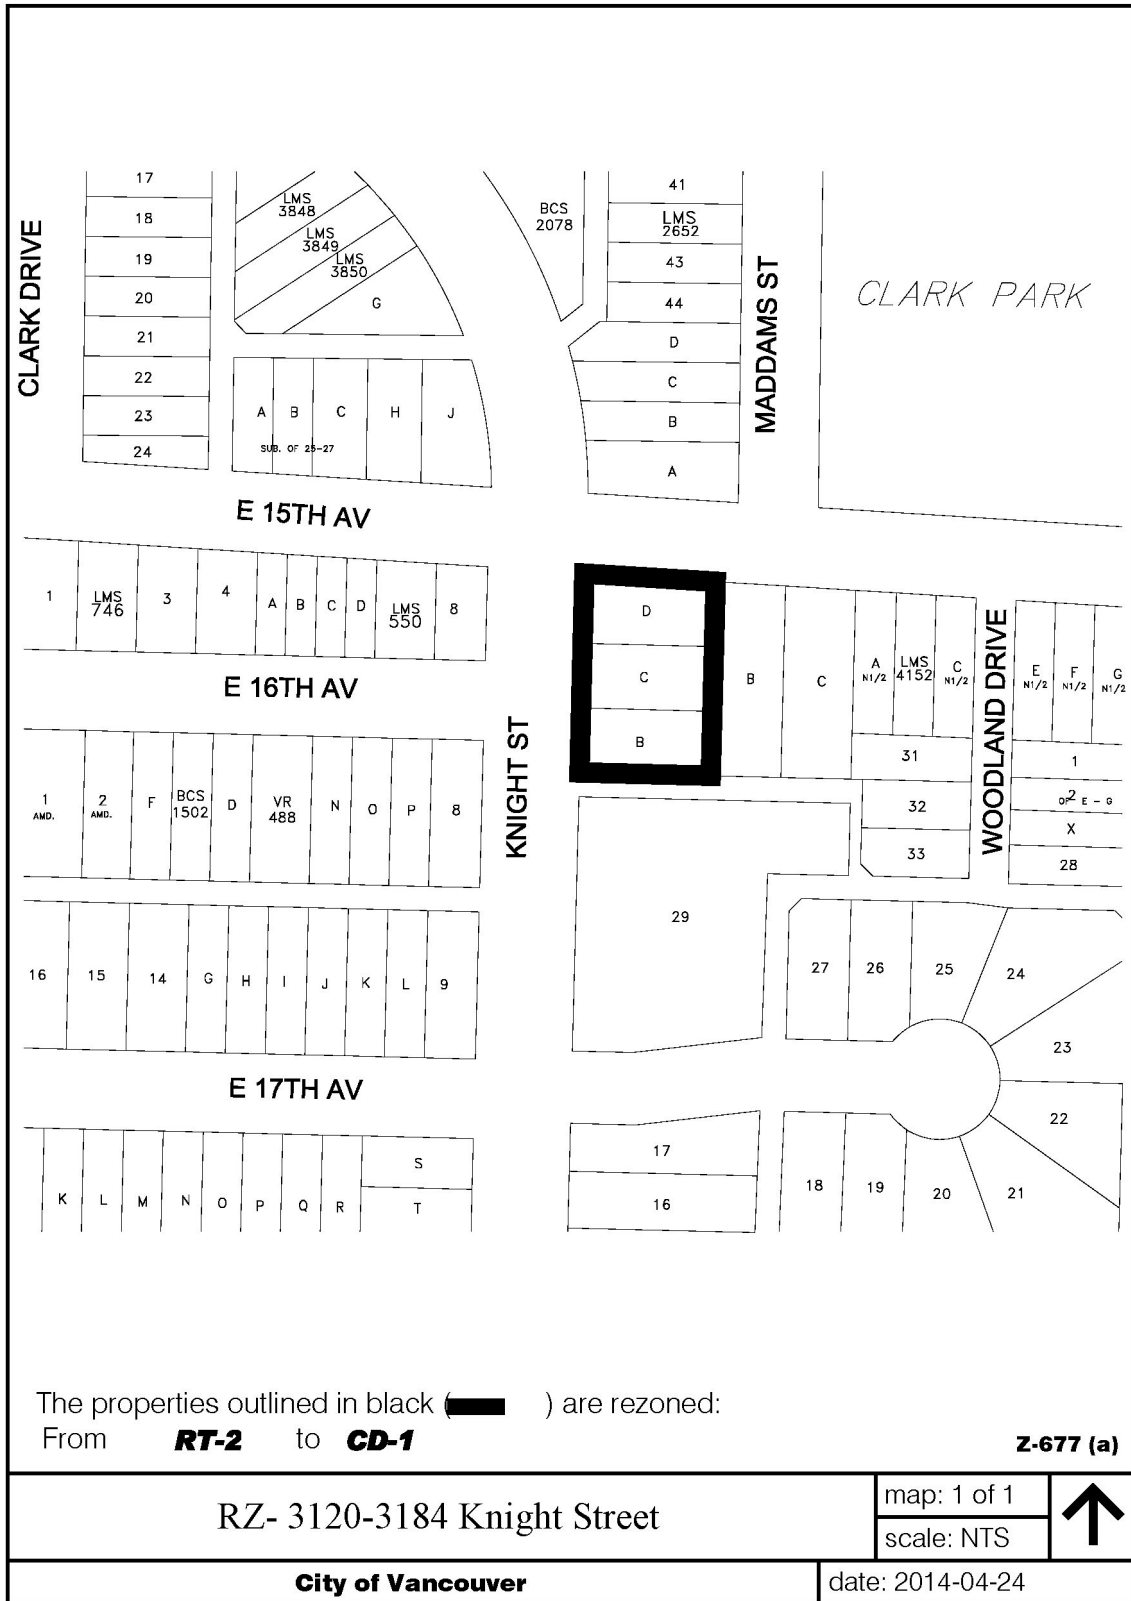 17
18
19
20
21
22
23
24
CLARK DRIVE
LMS
3848
LMS
3849
LMS
3850
G
A
B
C
H
J
SUB. OF 25-27
BCS
2078
41
LMS
2652
43
44
D
C
B
A
MADDAMS ST
CLARK PARK
E 15TH AV
1
LMS
746
3
4
A
B
C
D
LMS
550
8
E 16TH AV
D
C
B
B
C
A
N1/2
LMS
4152
C
N1/2
31
32
33
WOODLAND DRIVE
E
N1/2
F
N1/2
G
N1/2
1
2
OF E - G
X
28
KNIGHT ST
1
AMD.
2
AMD.
F
BCS
1502
D
VR
488
N
O
P
8
16
15
14
G
H
I
J
K
L
9
29
27
26
25
24
23
22
21
20
19
18
E 17TH AV
17
16
K
L
M
N
O
P
Q
R
S
T
The properties outlined in black ( ) are rezoned:
From RT-2 to CD-1
Z-677 (a)
RZ- 3120-3184 Knight Street
map: 1 of 1
scale: NTS
City of Vancouver
date: 2014-04-24